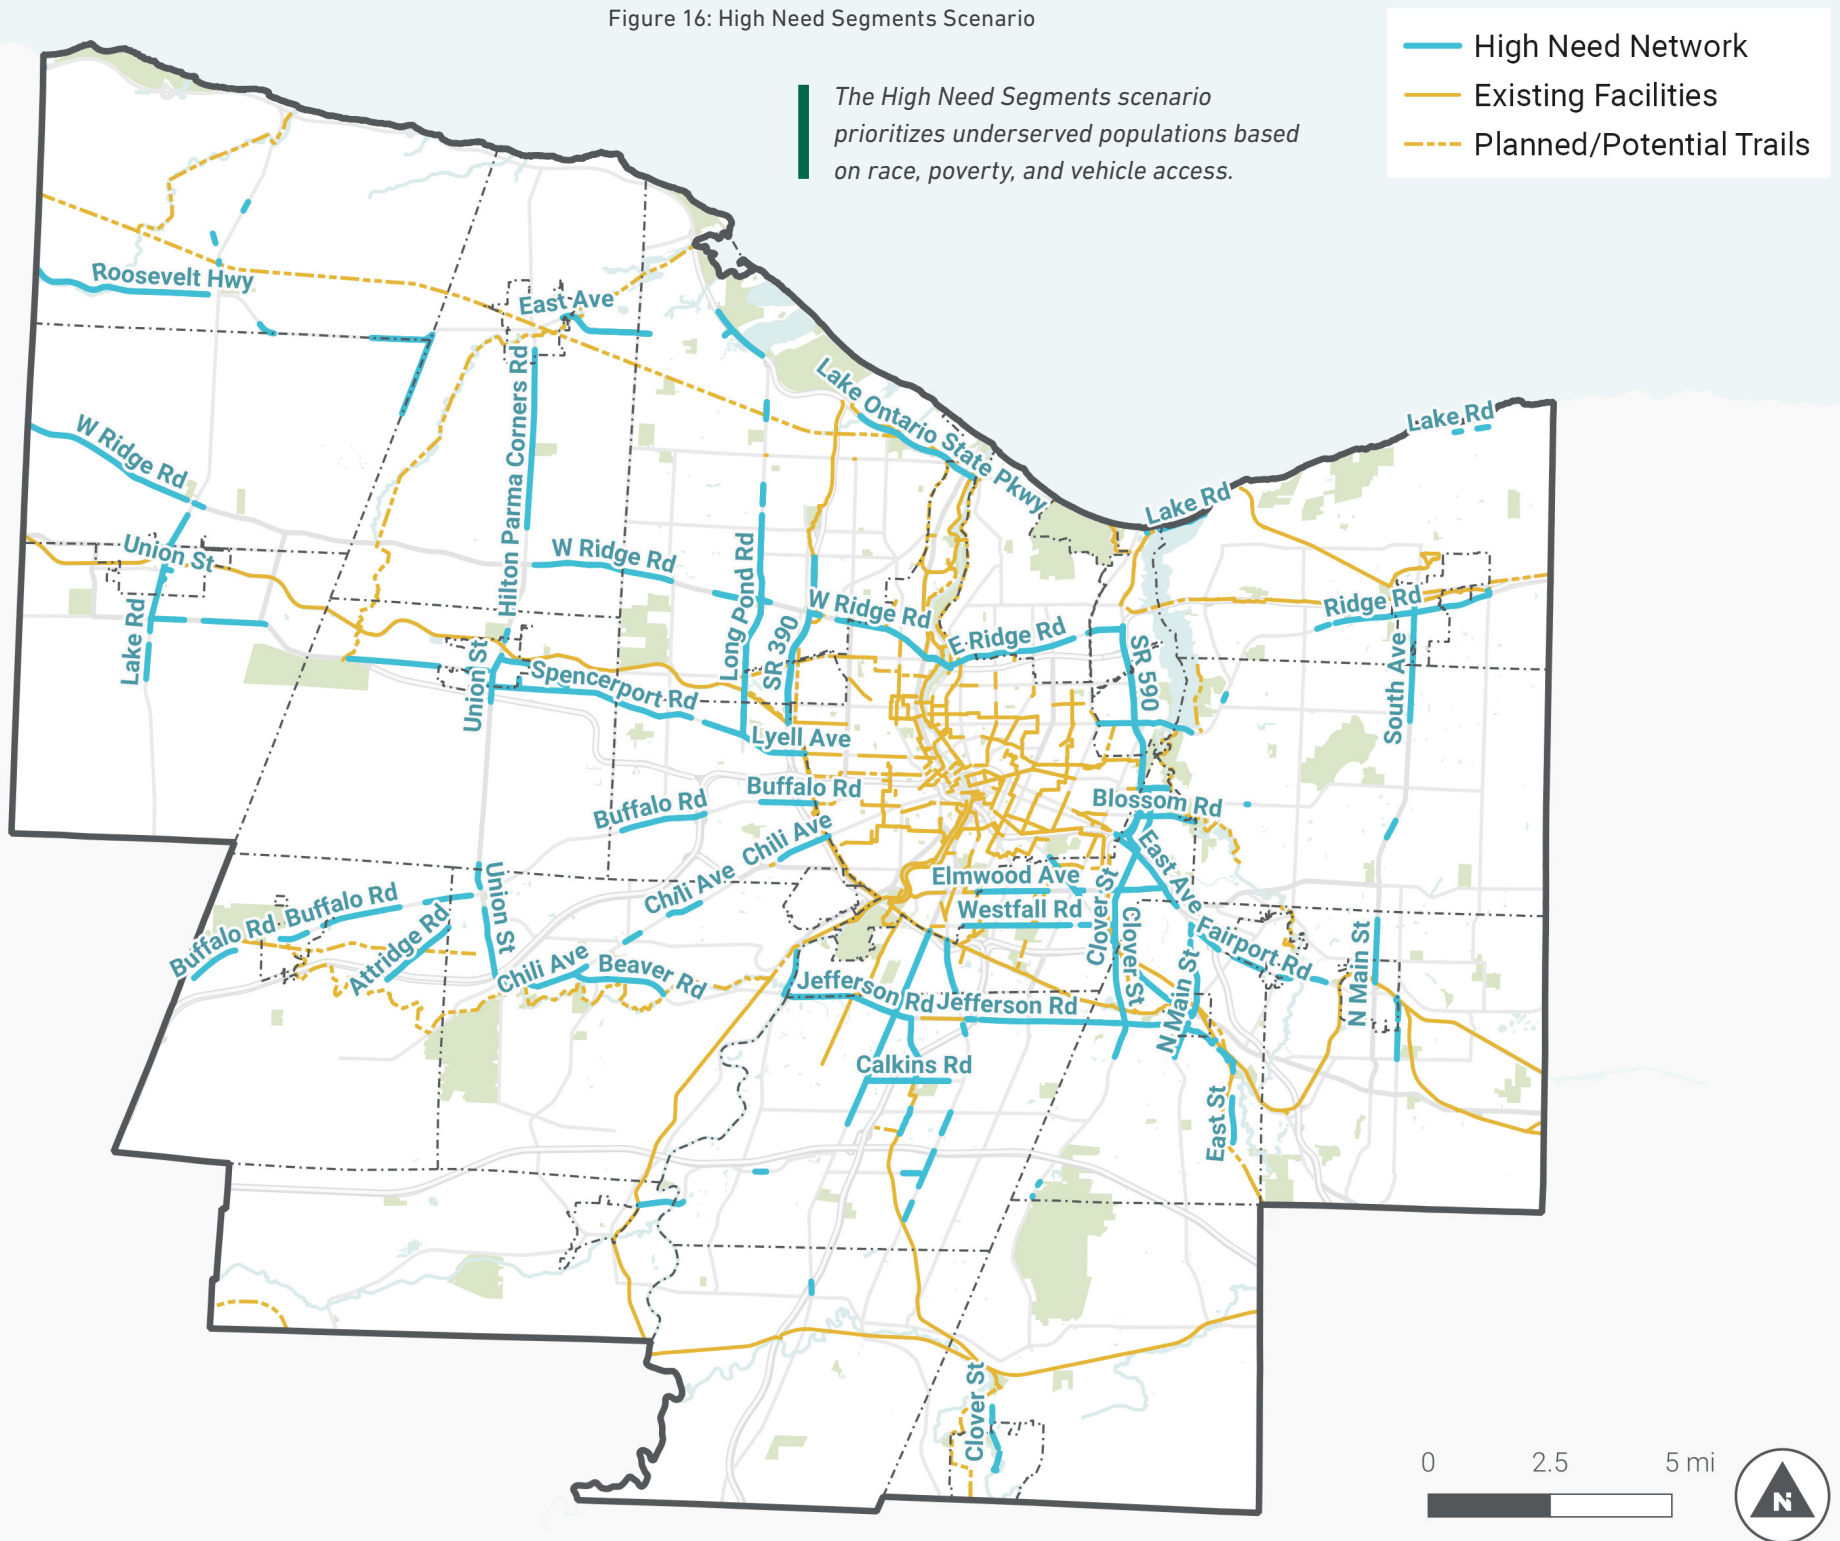 Figure 16: High Need Segments Scenario
High Need Network
Existing Facilities
Planned/Potential Trails
The High Need Segments scenario
prioritizes underserved populations based
on race, poverty, and vehicle access.
Roosevelt Hwy
East Ave
Lake Ontario State Pkwy
Lake Rd
W Ridge Rd
Hilton Parma Corners Rd
Lake Rd
Union St
W Ridge Rd
Long Pond Rd
W Ridge Rd
E Ridge Rd
Ridge Rd
Lake Rd
SR 390
SR 590
South Ave
Union St
Spencerport Rd
Lyell Ave
Buffalo Rd
Buffalo Rd
Blossom Rd
Chili Ave
East Ave
Chili Ave
Elmwood Ave
Westfall Rd
Clover St
Clover St
Union St
Buffalo Rd
Buffalo Rd
Attridge Rd
Chili Ave
Beaver Rd
Fairport Rd
N Main St
N Main St
Jefferson Rd
Jefferson Rd
Calkins Rd
East St
Clover St
0 2.5 5 mi
N